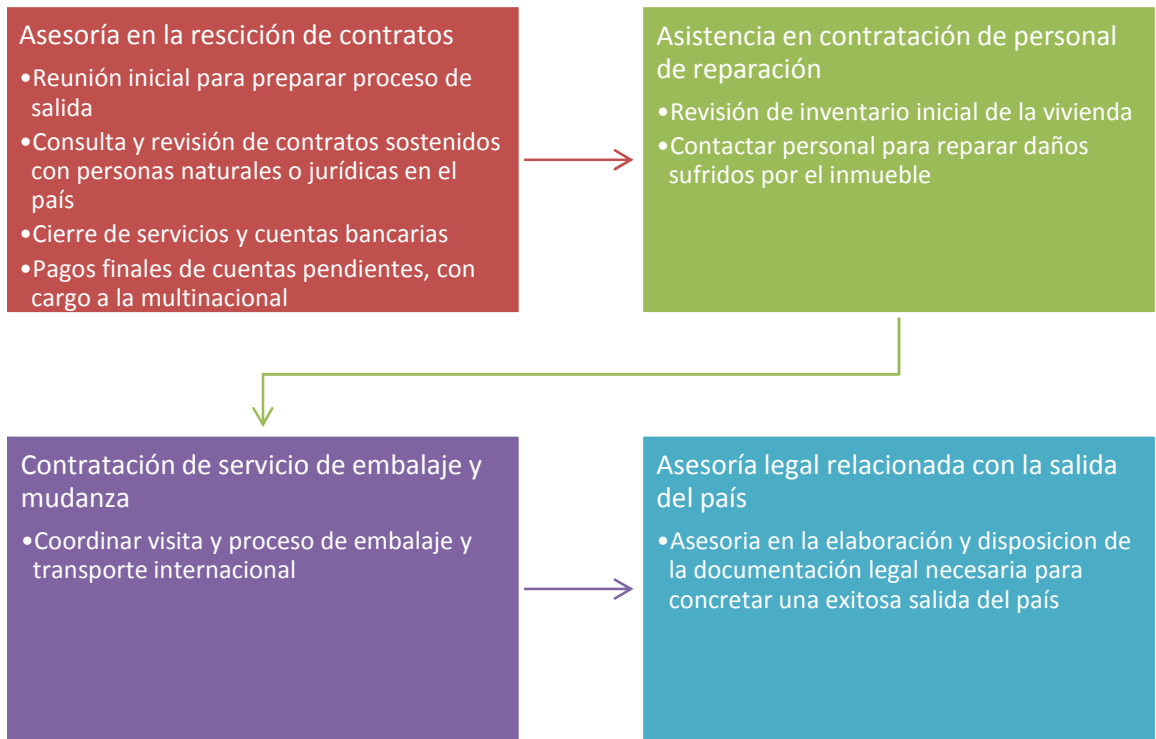 Asesoría en la rescición de contratos
•Reunión inicial para preparar proceso de
salida
•Consulta y revisión de contratos sostenidos
con personas naturales o jurídicas en el
país
•Cierre de servicios y cuentas bancarias
•Pagos finales de cuentas pendientes, con
cargo a la multinacional
Asistencia en contratación de personal
de reparación
•Revisión de inventario inicial de la vivienda
•Contactar personal para reparar daños
sufridos por el inmueble
Contratación de servicio de embalaje y
mudanza
•Coordinar visita y proceso de embalaje y
transporte internacional
Asesoría legal relacionada con la salida
del país
•Asesoria en la elaboración y disposicion de
la documentación legal necesaria para
concretar una exitosa salida del país